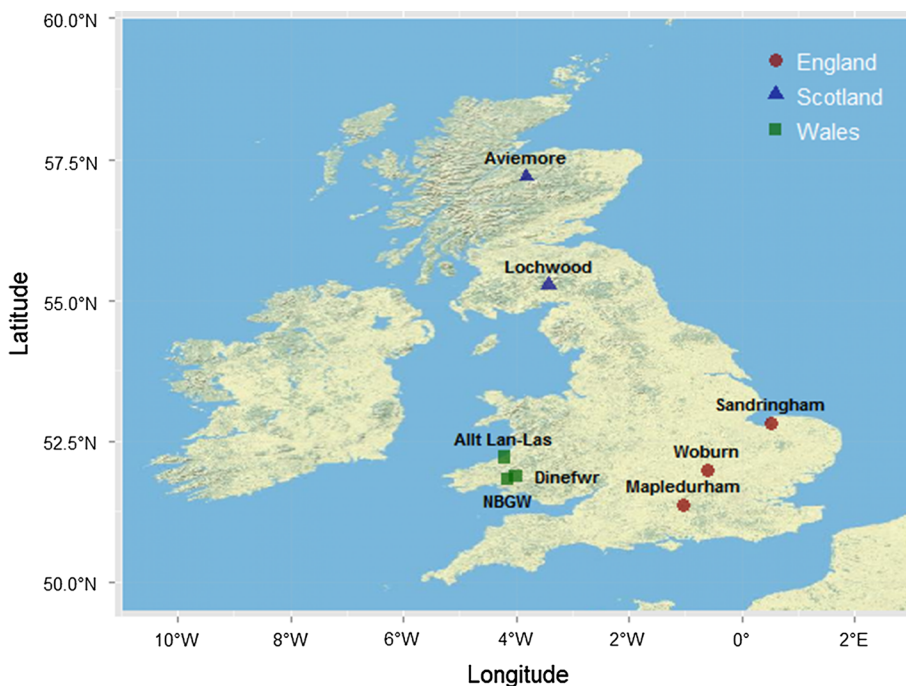 60.0°N
England
Scotland
Wales
57.5°N
Aviemore
Lochwood
55.0°N
Latitude
Sandringham
52.5°N
Allt Lan-Las
Woburn
Dinefwr
Mapledurham
NBGW
50.0°N
10°W 8°W 6°W 4°W 2°W 0° 2°E
Longitude